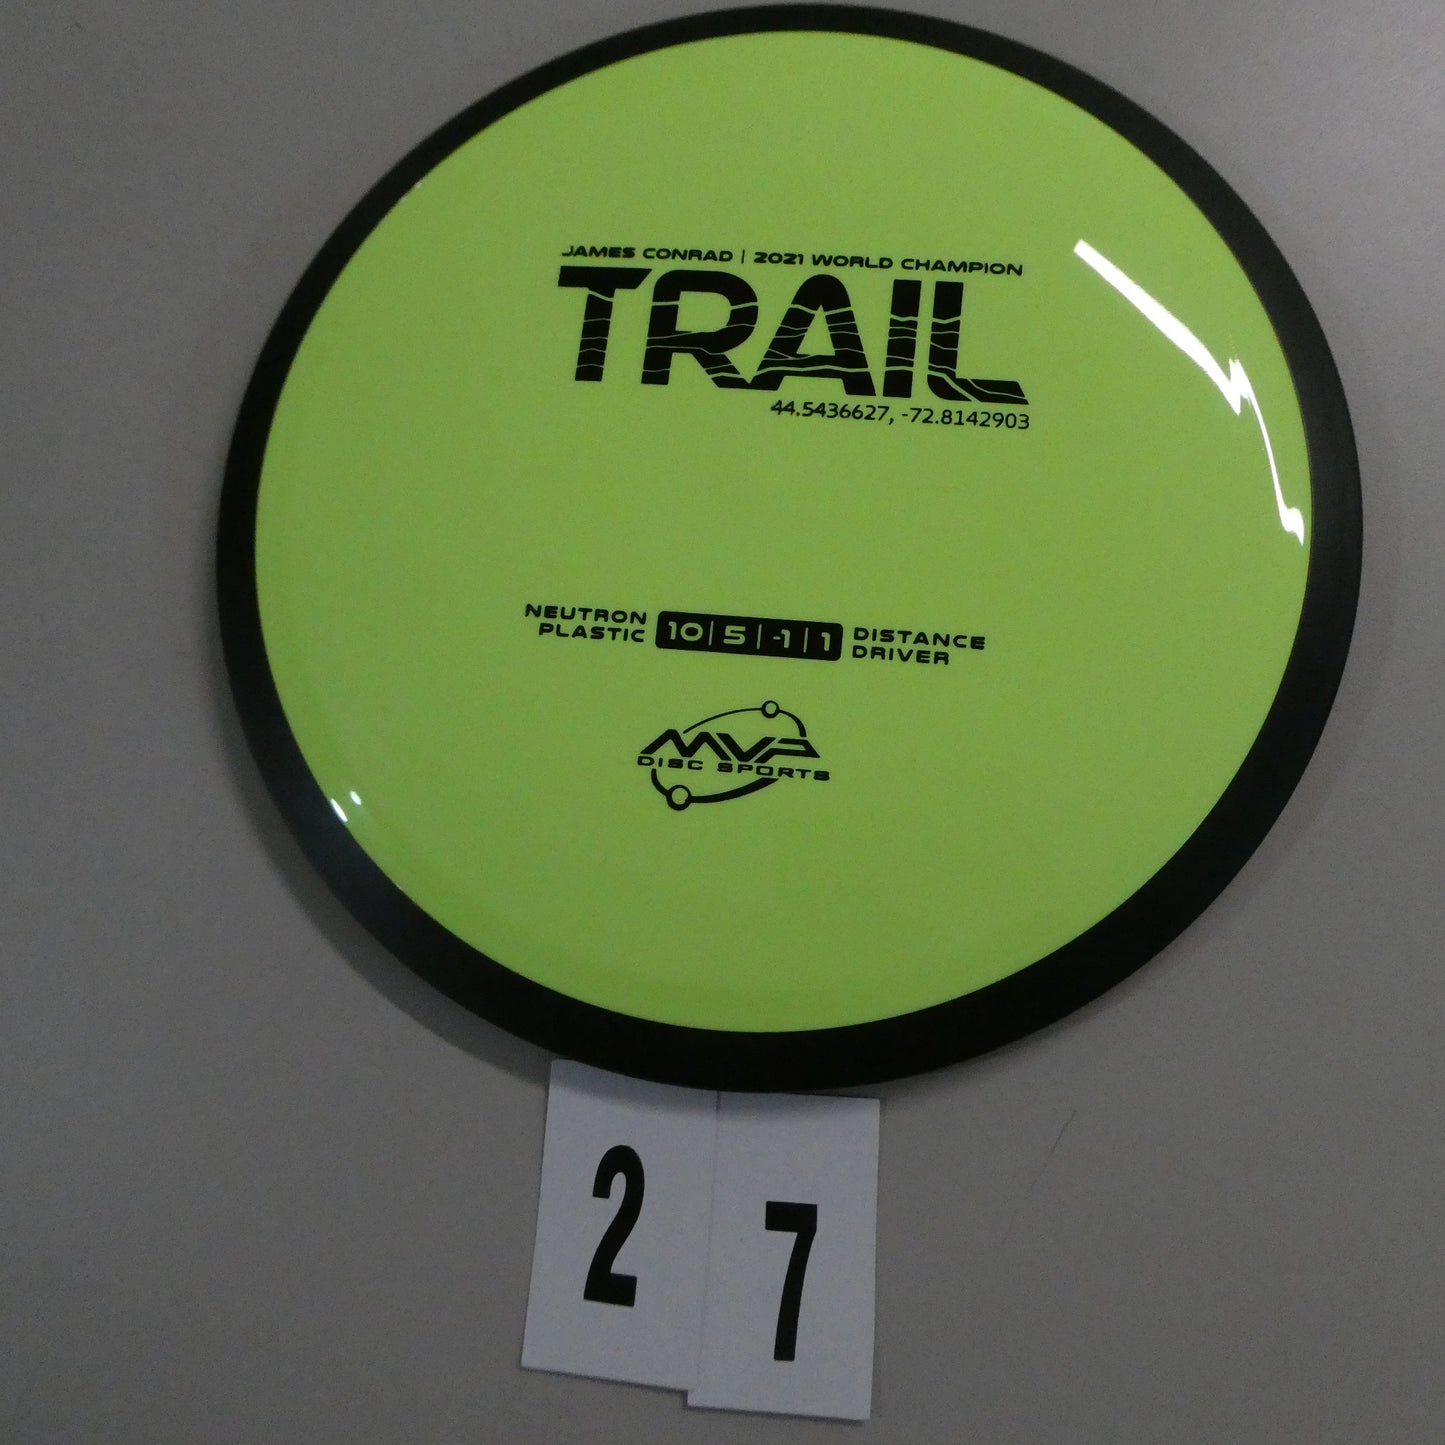 JAMES CONRAD | 2021 WORLD CHAMPION
TRAIL
44.5436627, -72.8142903
NEUTRON
PLASTIC
10 | 5 | -1 | 1
DISTANCE
DRIVER
MVP
DISC SPORTS
2 7